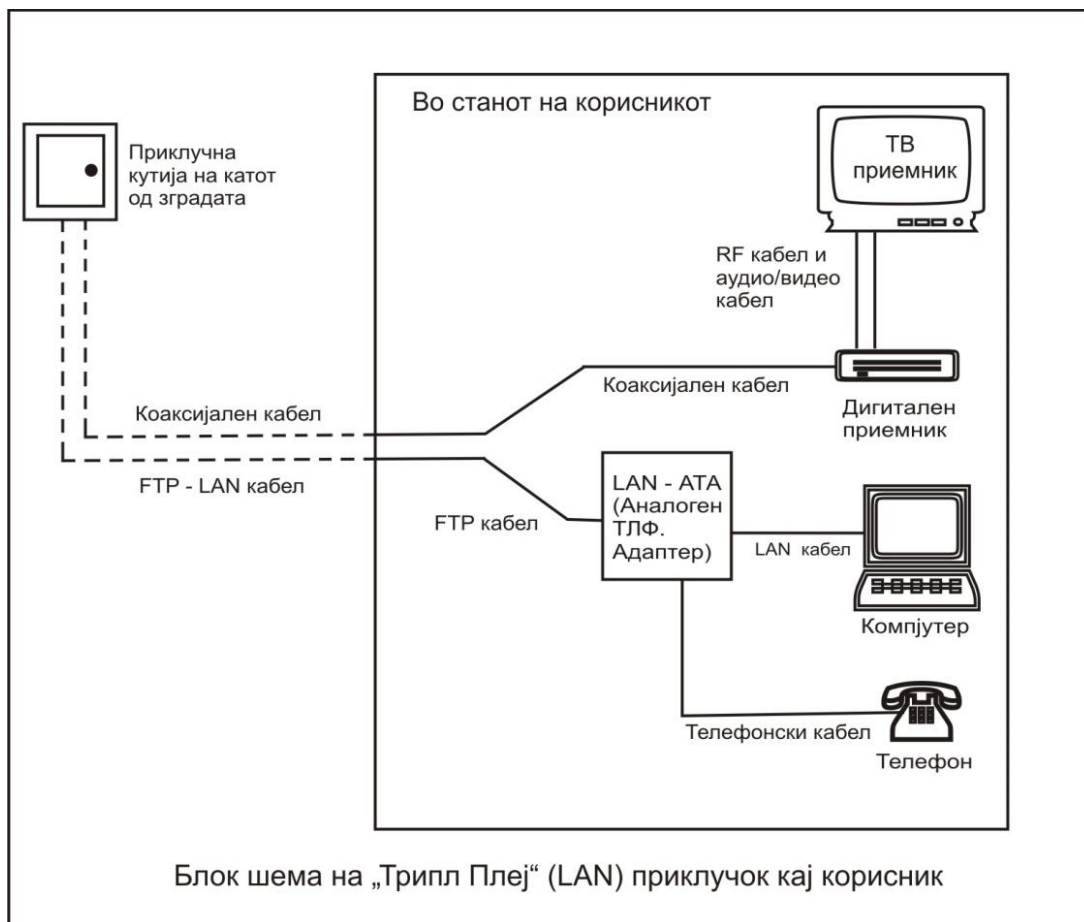 Во станот на корисникот
Приклучна
кутија на катот
од зградата
ТВ
приемник
RF кабел и
аудио/видео
кабел
Коаксијален кабел
Коаксијален кабел
Дигитален
приемник
FTP - LAN кабел
FTP кабел
LAN - ATA
(Аналоген
ТЛФ.
Адаптер)
LAN кабел
Компјутер
Телефонски кабел
Телефон
Блок шема на „Трипл Плеј“ (LAN) приклучок кај корисник